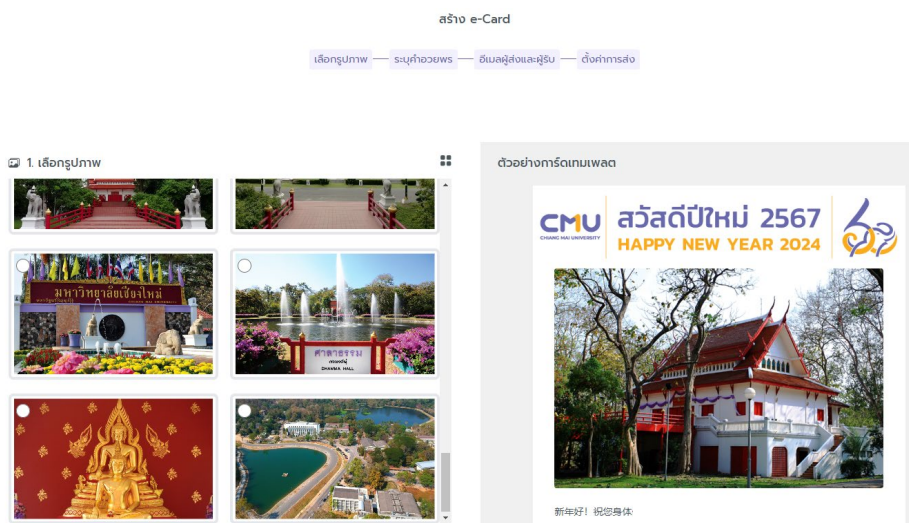 สร้าง e-Card
เลือกรูปภาพ
ระบุคำอวยพร
อีเมลผู้ส่งและผู้รับ
ตั้งค่าการส่ง
1. เลือกรูปภาพ
มหาวิทยาลัยเชียงใหม่
ศาลาธรรม
DHARMA HALL
ตัวอย่างการ์ดเทมเพลต
CMU
CHIANG MAI UNIVERSITY
สวัสดีปีใหม่ 2567
HAPPY NEW YEAR 2024
60
新年好！祝您身体